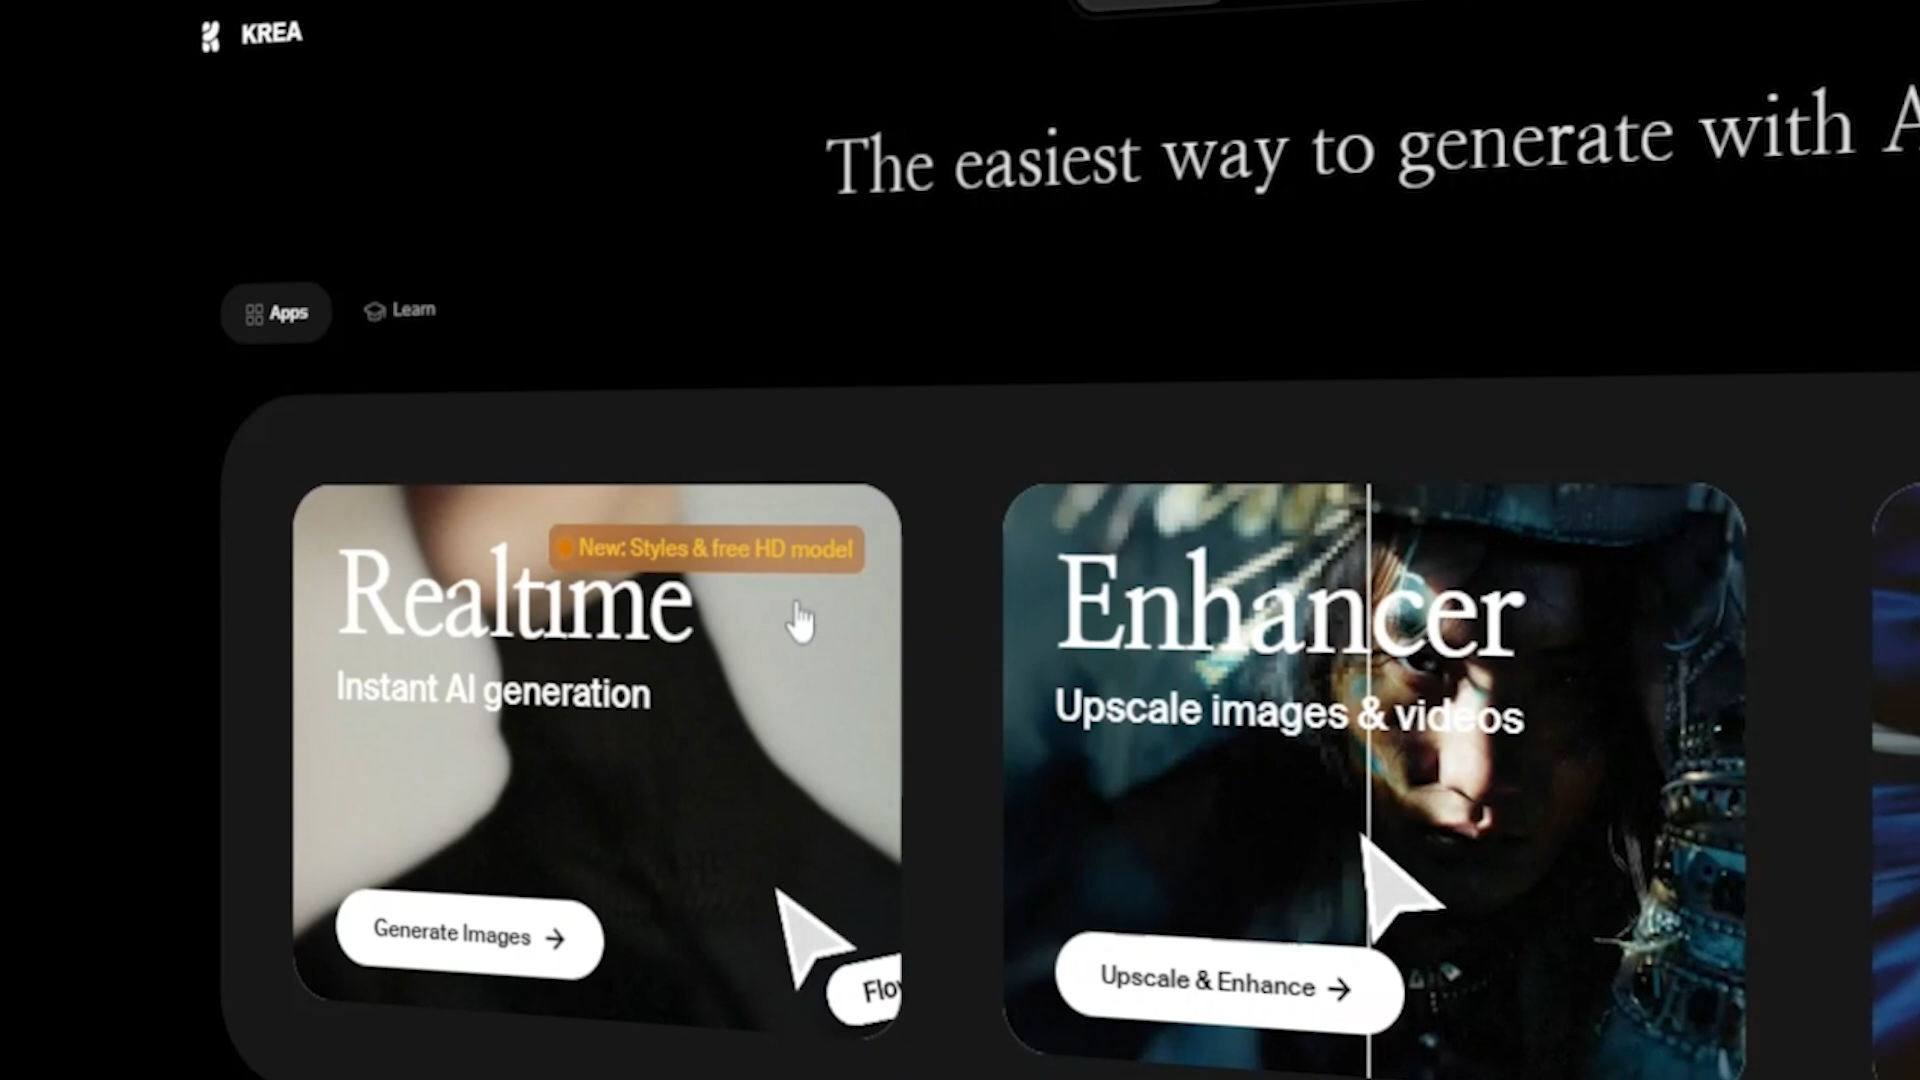 KREA
The easiest way to generate with
Apps
Learn
New: Styles & free HD model
Realtime
Instant AI generation
Generate Images →
Enhancer
Upscale images & videos
Upscale & Enhance →